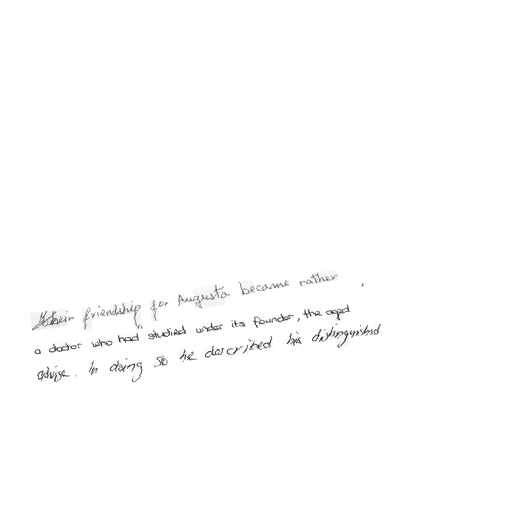 their friendship for Augusta became rather
a doctor who had studied under its founder, the aged
advise. In doing so he described his distinguished